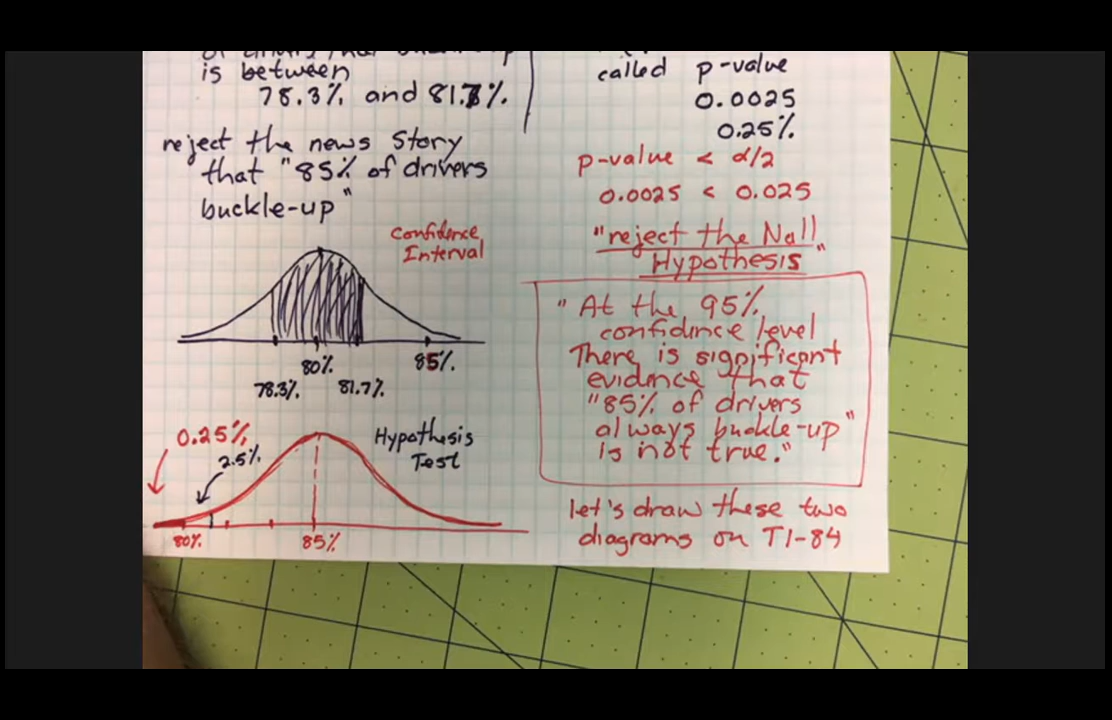 is between
78.3% and 81.7%.
reject the news story
that "85% of drivers
buckle-up"
Confidence
Interval
80%
85%.
78.3%.
81.7%.
0.25%
2.5%.
Hypothesis
Test
80%.
85%
called p-value
0.0025
0.25%
p-value < α/2
0.0025 < 0.025
"reject the Null
Hypothesis"
"At the 95%
confidence level
There is significant
evidence that
"85% of drivers
always buckle-up"
is not true."
let's draw these two
diagrams on TI-84